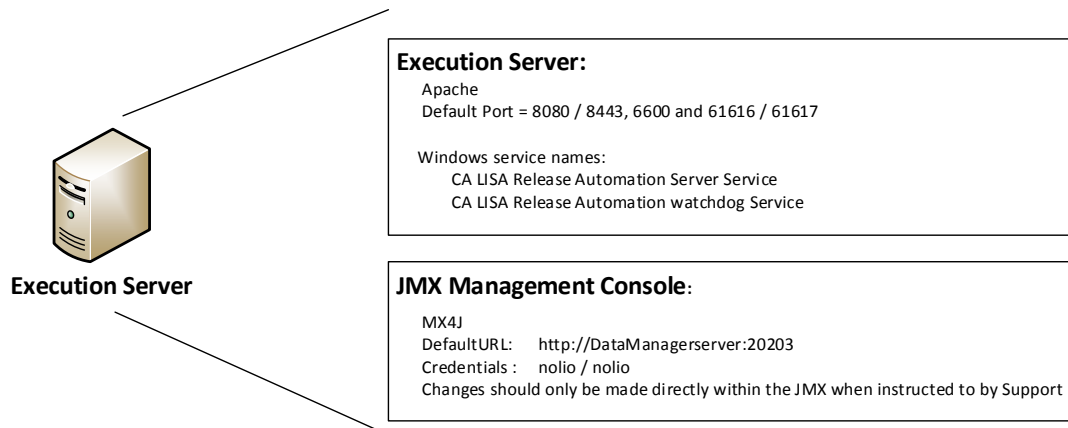 Execution Server:
Apache
Default Port = 8080 / 8443, 6600 and 61616 / 61617
Windows service names:
CA LISA Release Automation Server Service
CA LISA Release Automation watchdog Service
Execution Server
JMX Management Console:
MX4J
DefaultURL: http://DataManagerserver:20203
Credentials : nolio / nolio
Changes should only be made directly within the JMX when instructed to by Support